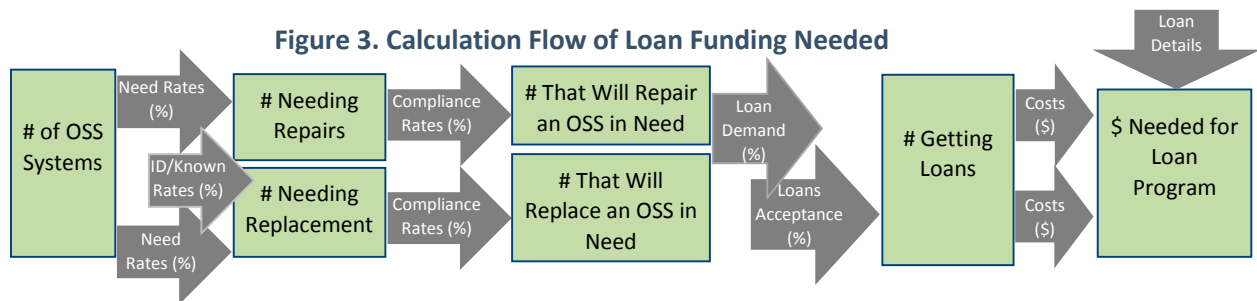 Figure 3. Calculation Flow of Loan Funding Needed
Loan
Details
# of OSS
Systems
Need Rates
(%)
ID/Known
Rates (%)
Need
Rates (%)
# Needing
Repairs
# Needing
Replacement
Compliance
Rates (%)
Compliance
Rates (%)
# That Will Repair
an OSS in Need
# That Will
Replace an OSS in
Need
Loan
Demand
(%)
Loans
Acceptance
(%)
# Getting
Loans
Costs
($)
Costs
($)
$ Needed for
Loan
Program